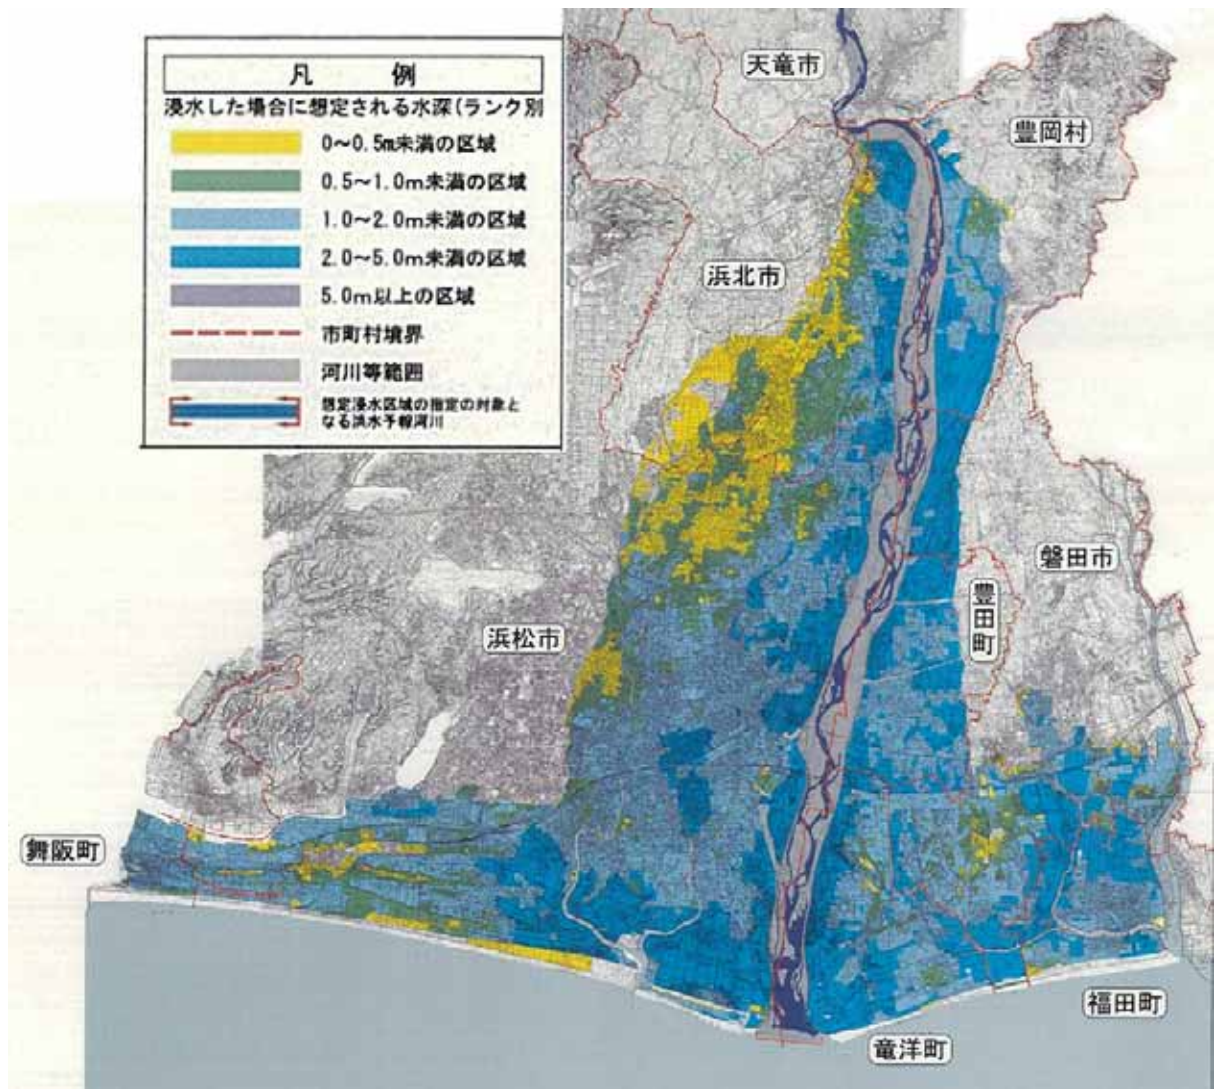 凡 例
浸水した場合に想定される水深(ランク別
0～0.5m未満の区域
0.5～1.0m未満の区域
1.0～2.0m未満の区域
2.0～5.0m未満の区域
5.0m以上の区域
市町村境界
河川等範囲
想定浸水区域の指定の対象と
なる洪水予報河川
天竜市
豊岡村
浜北市
磐田市
豊田町
浜松市
舞阪町
福田町
竜洋町